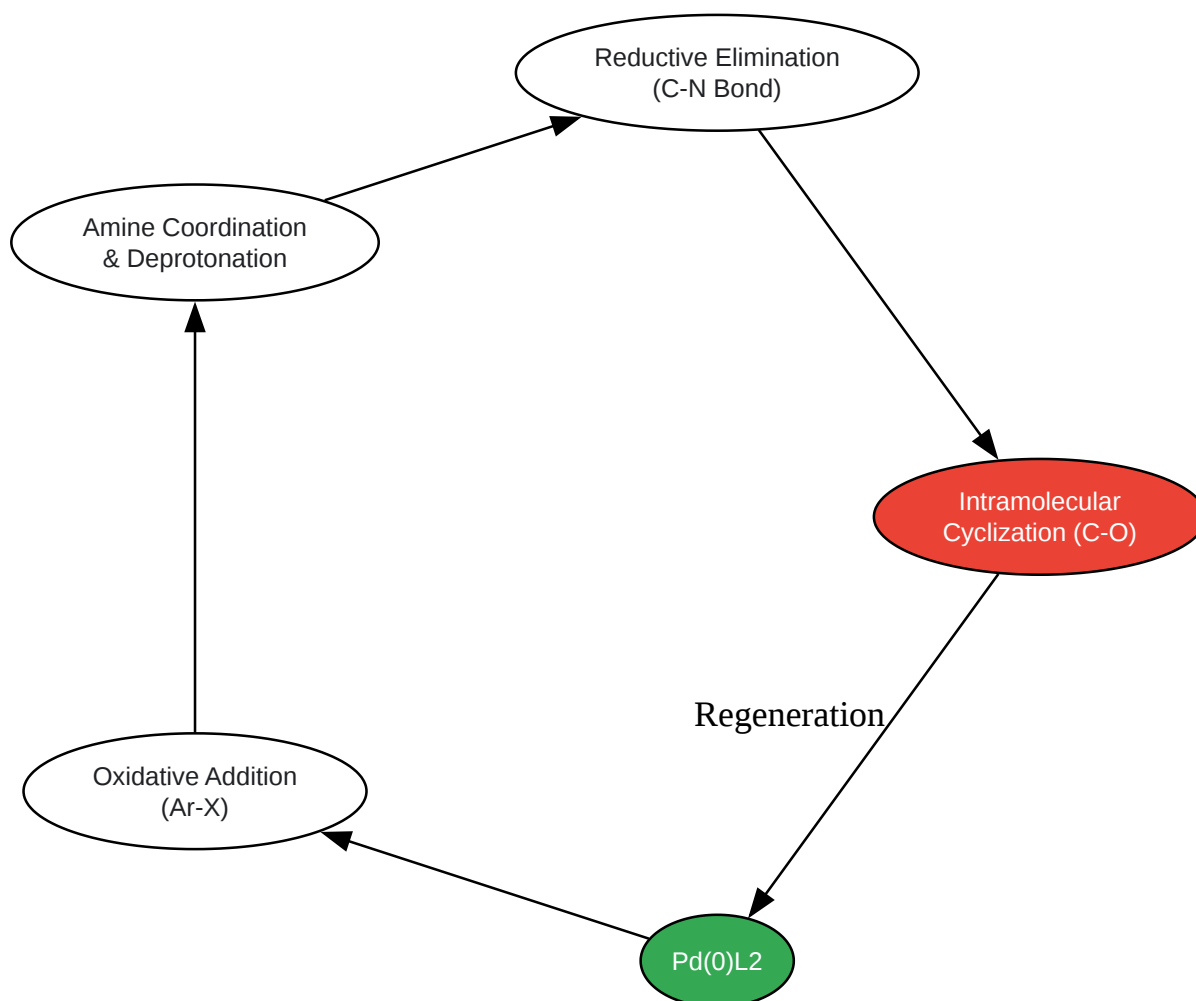 Reductive Elimination
(C-N Bond)
Amine Coordination
& Deprotonation
Intramolecular
Cyclization (C-O)
Regeneration
Oxidative Addition
(Ar-X)
Pd(0)L2